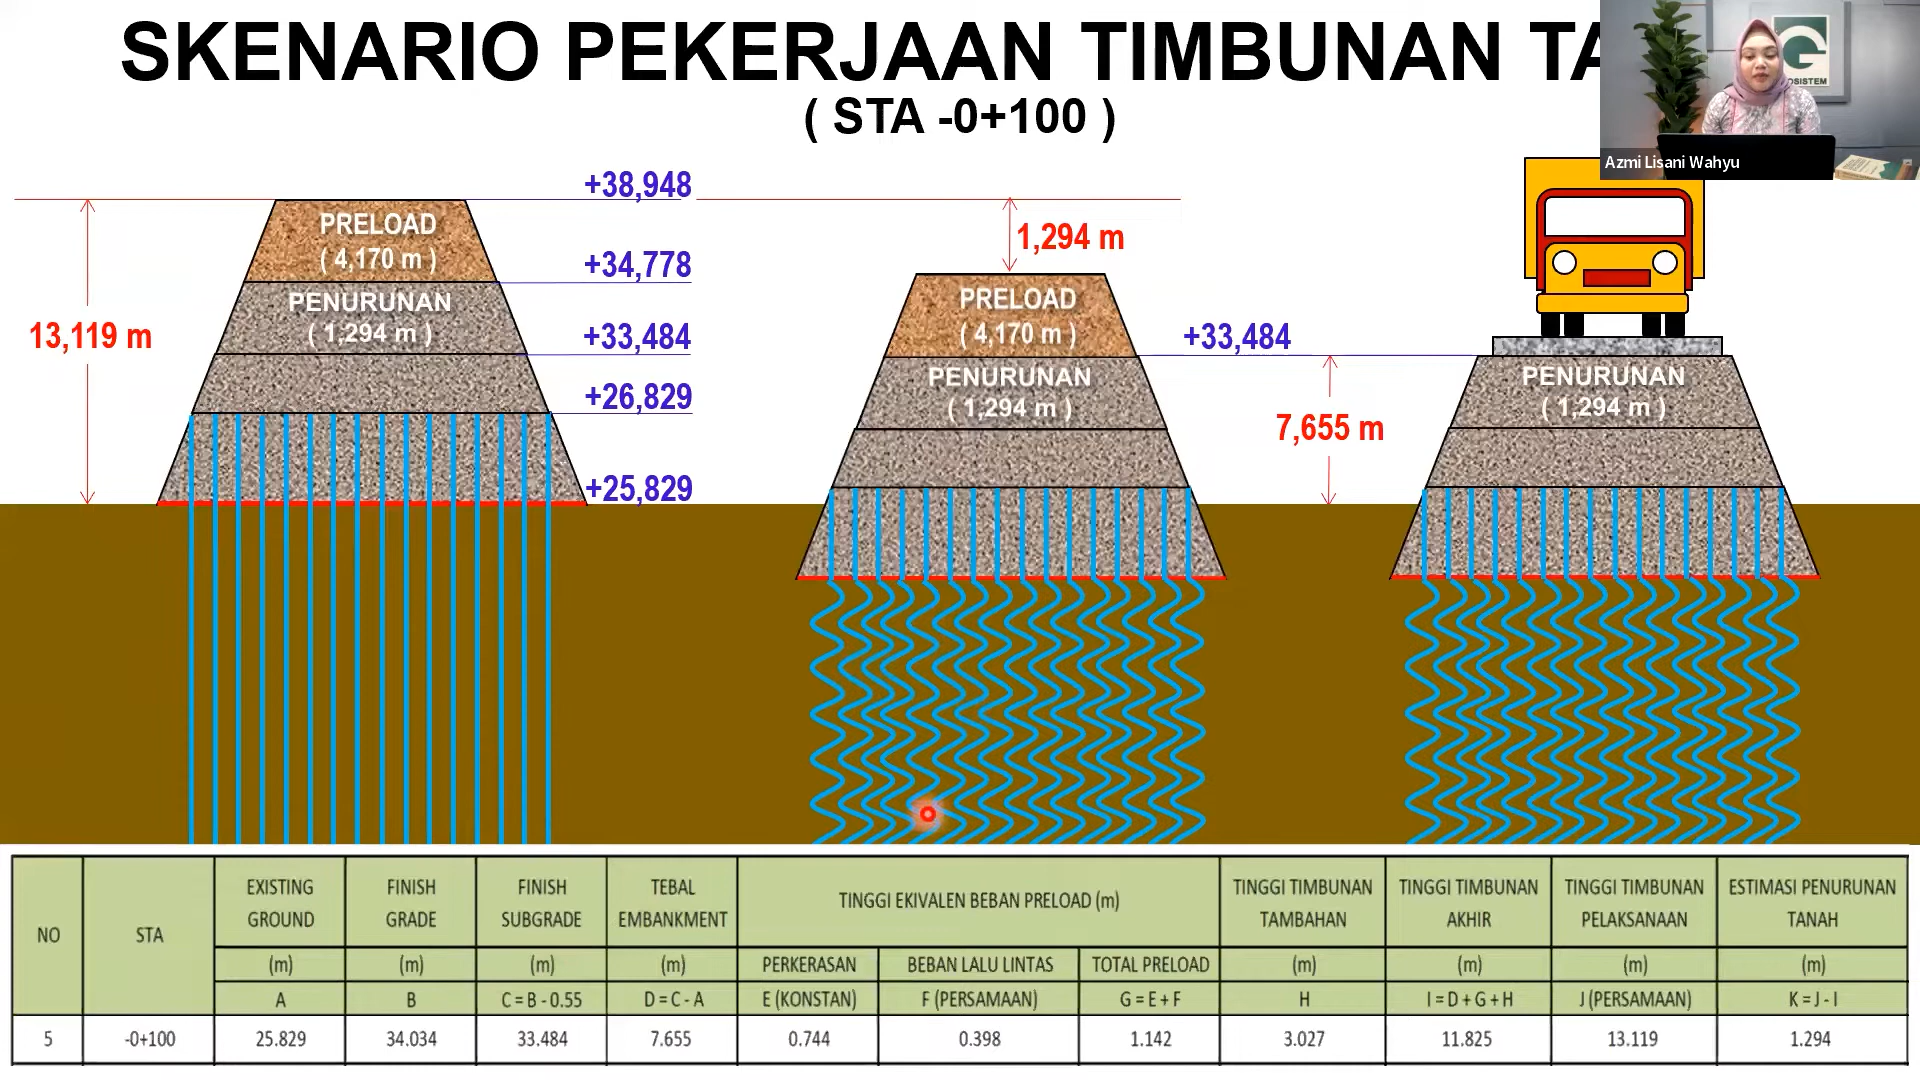 SKENARIO PEKERJAAN TIMBUNAN
( STA -0+100 )
OSISTEM
Azmi Lisani Wahyu
+38,948
PRELOAD
( 4,170 m )
+34,778
PENURUNAN
( 1,294 m )
13,119 m
+33,484
+26,829
+25,829
1,294 m
PRELOAD
( 4,170 m )
+33,484
PENURUNAN
( 1,294 m )
7,655 m
PENURUNAN
( 1,294 m )
NO
STA
EXISTING
GROUND
(m)
A
FINISH
GRADE
(m)
B
FINISH
SUBGRADE
(m)
C = B - 0.55
TEBAL
EMBANKMENT
(m)
D = C - A
TINGGI EKIVALEN BEBAN PRELOAD (m)
PERKERASAN
E (KONSTAN)
BEBAN LALU LINTAS
F (PERSAMAAN)
TOTAL PRELOAD
G = E + F
TINGGI TIMBUNAN
TAMBAHAN
(m)
H
TINGGI TIMBUNAN
AKHIR
(m)
I = D + G + H
TINGGI TIMBUNAN
PELAKSANAAN
(m)
J (PERSAMAAN)
ESTIMASI PENURUNAN
TANAH
(m)
K = J - I
5 -0+100 25.829 34.034 33.484 7.655 0.744 0.398 1.142 3.027 11.825 13.119 1.294